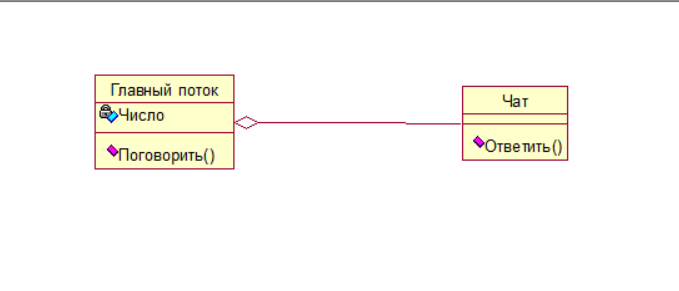 Главный поток
Число
Поговорить()
Чат
Ответить()